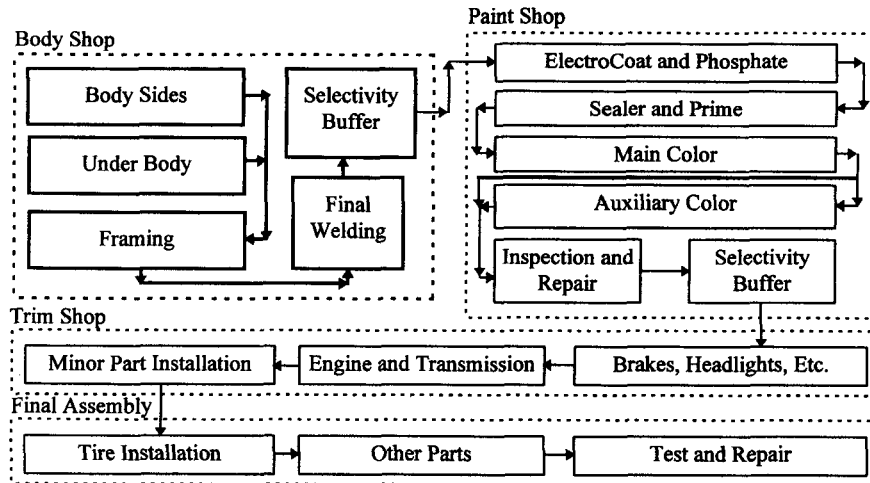 Body Shop
Body Sides
Under Body
Framing
Final
Welding
Selectivity
Buffer
Paint Shop
ElectroCoat and Phosphate
Sealer and Prime
Main Color
Auxiliary Color
Inspection and
Repair
Selectivity
Buffer
Trim Shop
Brakes, Headlights, Etc.
Engine and Transmission
Minor Part Installation
Final Assembly
Tire Installation
Other Parts
Test and Repair